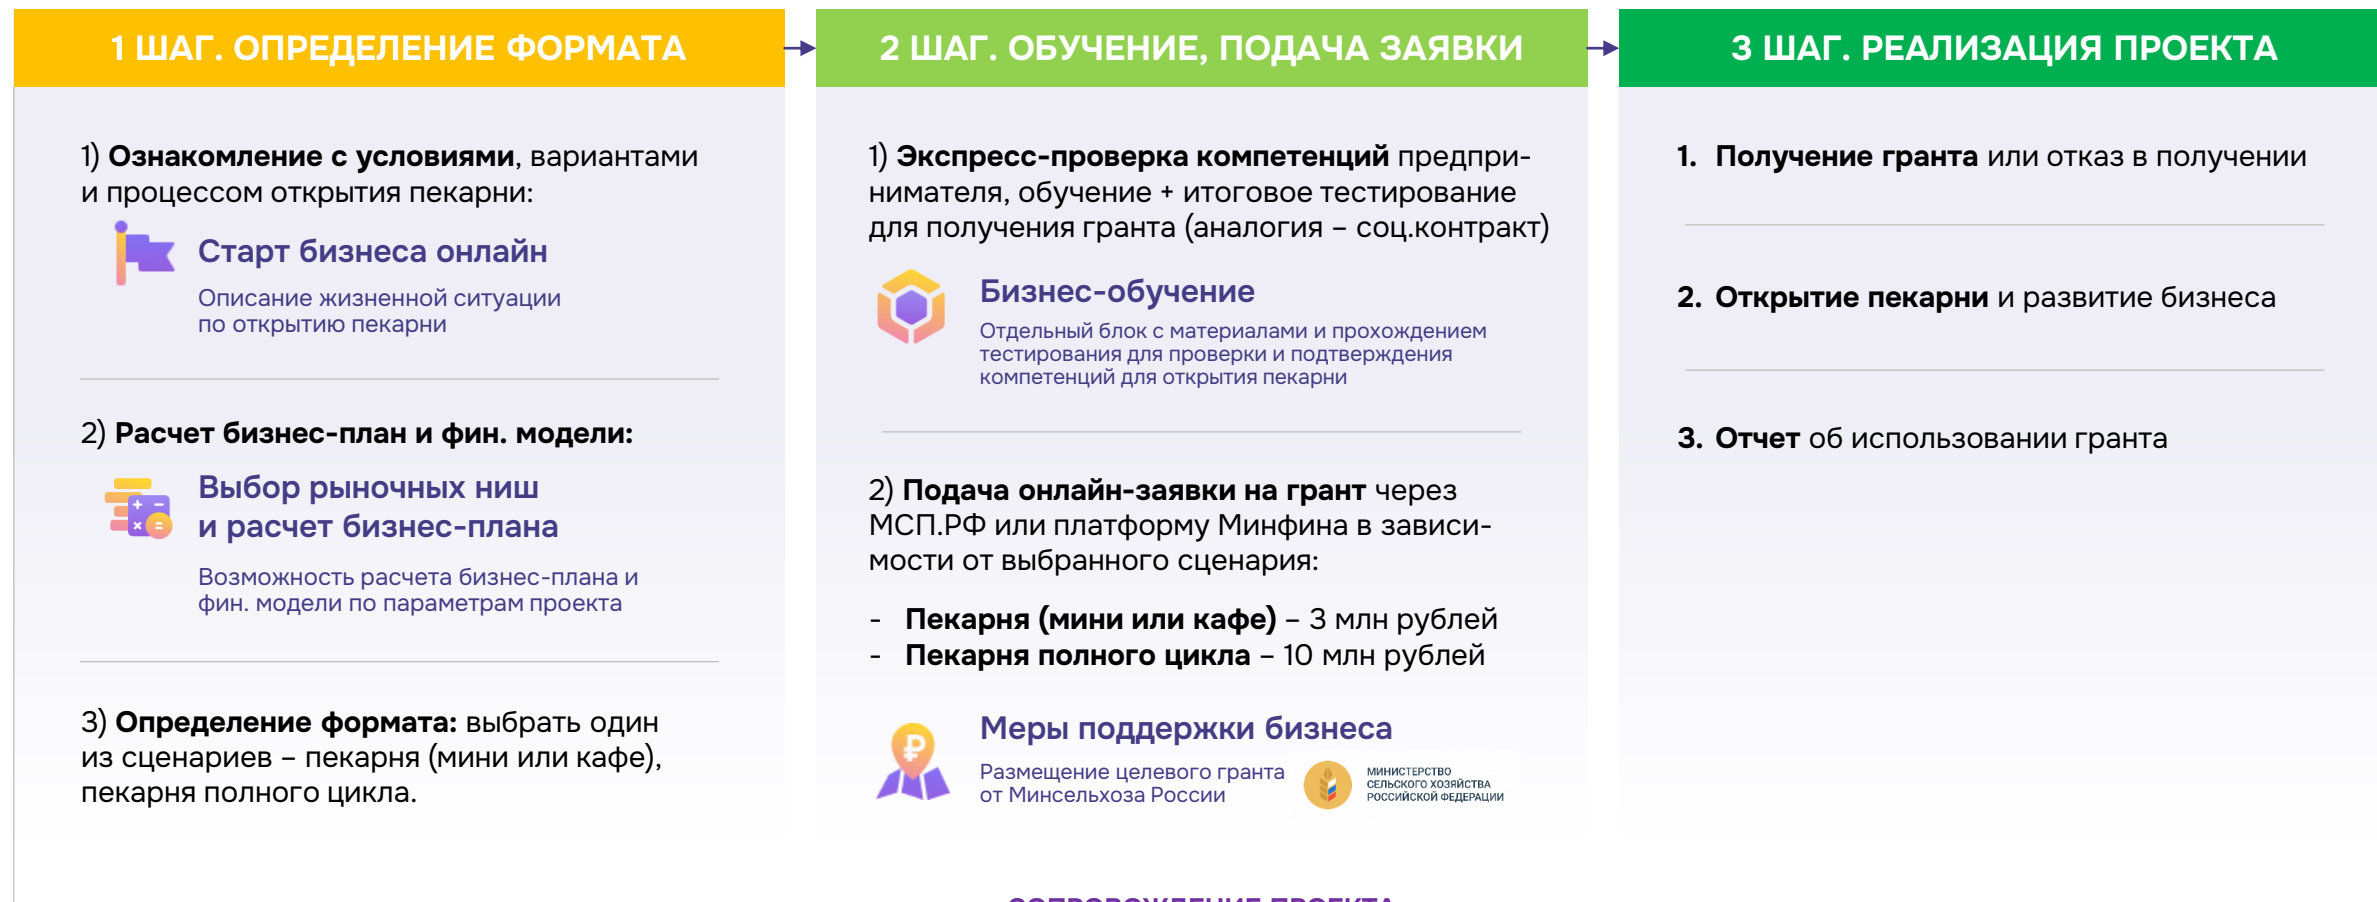 1 ШАГ. ОПРЕДЕЛЕНИЕ ФОРМАТА
1) Ознакомление с условиями, вариантами
и процессом открытия пекарни:
Старт бизнеса онлайн
Описание жизненной ситуации
по открытию пекарни
2) Расчет бизнес-план и фин. модели:
Выбор рыночных ниш
и расчет бизнес-плана
Возможность расчета бизнес-плана и
фин. модели по параметрам проекта
3) Определение формата: выбрать один
из сценариев – пекарня (мини или кафе),
пекарня полного цикла.
2 ШАГ. ОБУЧЕНИЕ, ПОДАЧА ЗАЯВКИ
1) Экспресс-проверка компетенций предпри-
нимателя, обучение + итоговое тестирование
для получения гранта (аналогия – соц.контракт)
Бизнес-обучение
Отдельный блок с материалами и прохождением
тестирования для проверки и подтверждения
компетенций для открытия пекарни
2) Подача онлайн-заявки на грант через
МСП.РФ или платформу Минфина в зависи-
мости от выбранного сценария:
- Пекарня (мини или кафе) – 3 млн рублей
- Пекарня полного цикла – 10 млн рублей
Меры поддержки бизнеса
Размещение целевого гранта
от Минсельхоза России
МИНИСТЕРСТВО
СЕЛЬСКОГО ХОЗЯЙСТВА
РОССИЙСКОЙ ФЕДЕРАЦИИ
3 ШАГ. РЕАЛИЗАЦИЯ ПРОЕКТА
1. Получение гранта или отказ в получении
2. Открытие пекарни и развитие бизнеса
3. Отчет об использовании гранта
СОПРОВОЖДЕНИЕ ПРОЕКТА